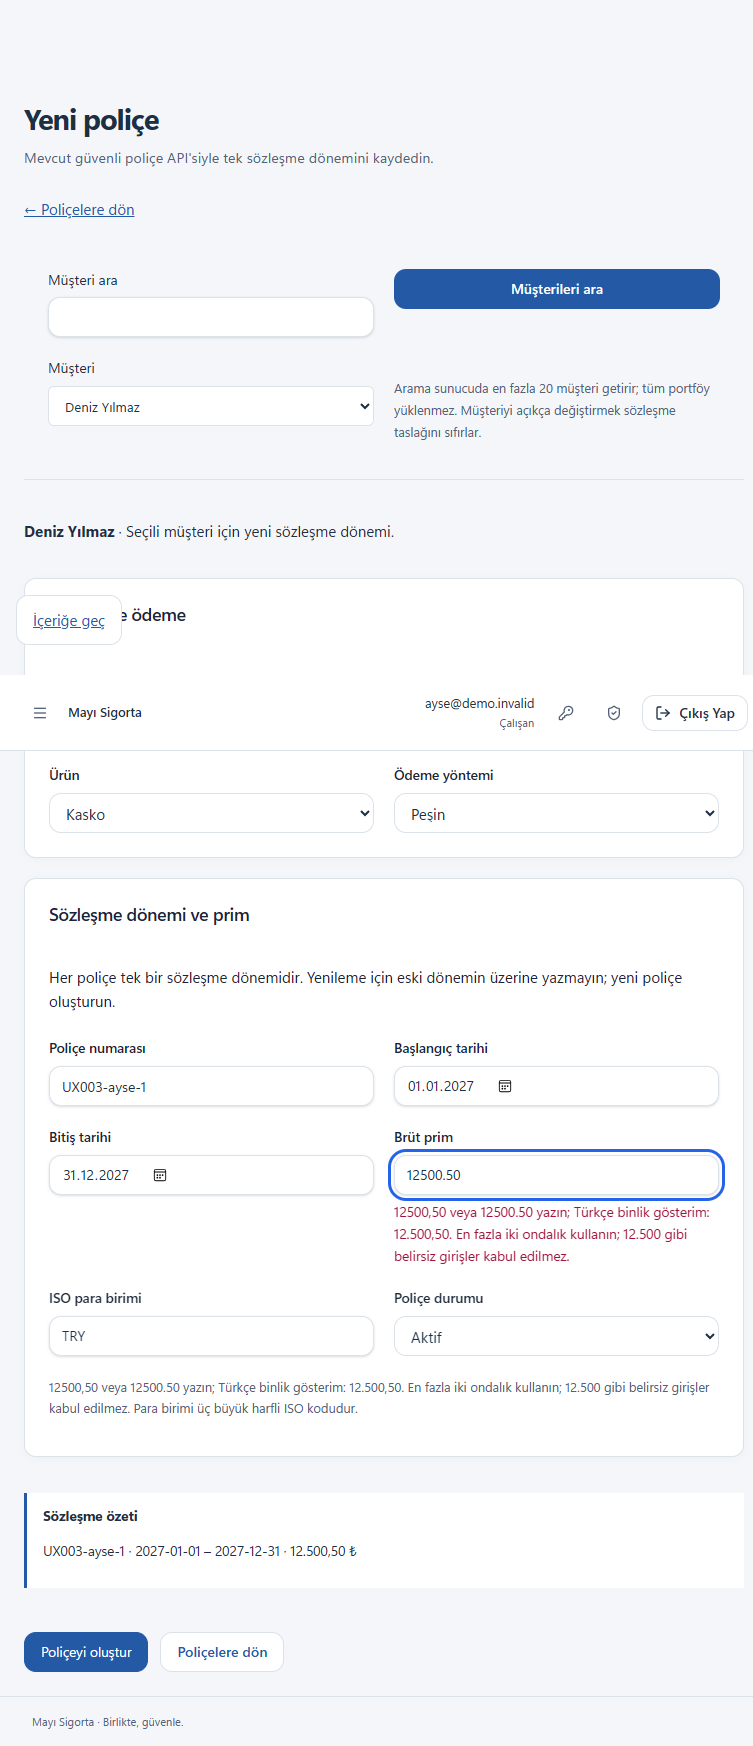 Yeni poliçe
Mevcut güvenli poliçe API'siyle tek sözleşme dönemini kaydedin.
← Poliçelere dön
Müşteri ara
Müşterileri ara
Müşteri
Deniz Yılmaz
Arama sunucuda en fazla 20 müşteri getirir; tüm portföy
yüklenmez. Müşteriyi açıkça değiştirmek sözleşme
taslağını sıfırlar.
Deniz Yılmaz · Seçili müşteri için yeni sözleşme dönemi.
İçeriğe geç
ödeme
Mayı Sigorta
ayse@demo.invalid
Çalışan
Çıkış Yap
Ürün
Ödeme yöntemi
Kasko
Peşin
Sözleşme dönemi ve prim
Her poliçe tek bir sözleşme dönemidir. Yenileme için eski dönemin üzerine yazmayın; yeni poliçe
oluşturun.
Poliçe numarası
Başlangıç tarihi
UX003-ayse-1
01.01.2027
Bitiş tarihi
Brüt prim
31.12.2027
12500.50
12500,50 veya 12500.50 yazın; Türkçe binlik gösterim:
12.500,50. En fazla iki ondalık kullanın; 12.500 gibi
belirsiz girişler kabul edilmez.
ISO para birimi
Poliçe durumu
TRY
Aktif
12500,50 veya 12500.50 yazın; Türkçe binlik gösterim: 12.500,50. En fazla iki ondalık kullanın; 12.500 gibi belirsiz girişler
kabul edilmez. Para birimi üç büyük harfli ISO kodudur.
Sözleşme özeti
UX003-ayse-1 · 2027-01-01 – 2027-12-31 · 12.500,50 ₺
Poliçeyi oluştur
Poliçelere dön
Mayı Sigorta · Birlikte, güvenle.